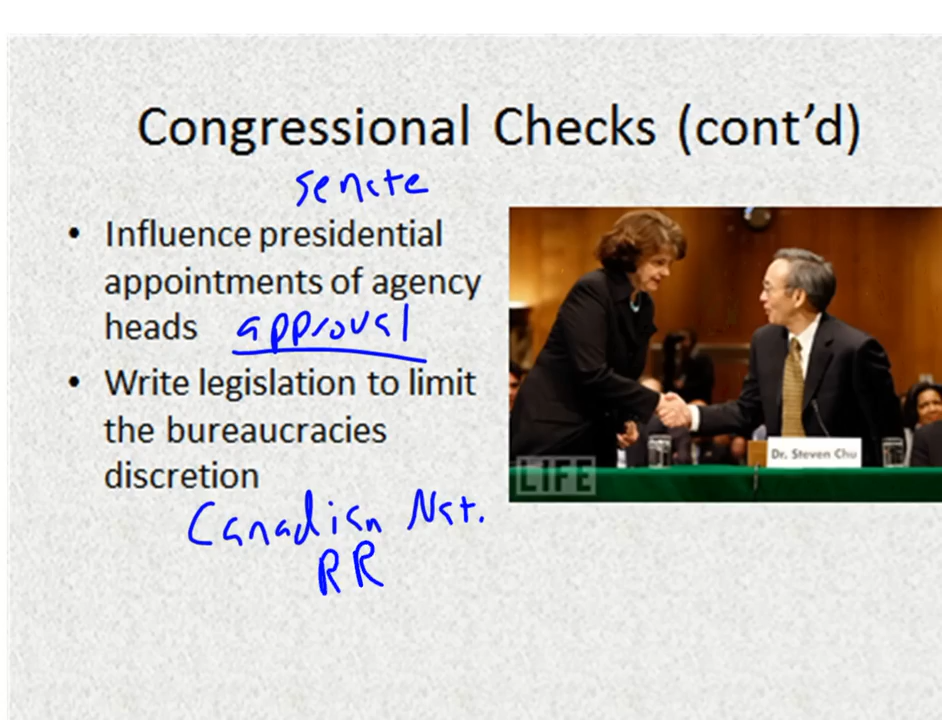 Congressional Checks (cont'd)
Senate
• Influence presidential
appointments of agency
heads approval
• Write legislation to limit
the bureaucracies
discretion
Canadian Nat.
RR
Dr. Steven Chu
LIFE